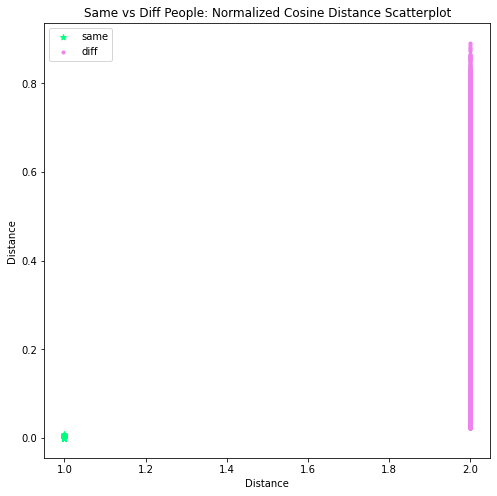 Same vs Diff People: Normalized Cosine Distance Scatterplot
same
diff
Distance
0.8
0.6
0.4
0.2
0.0
1.0 1.2 1.4 1.6 1.8 2.0
Distance